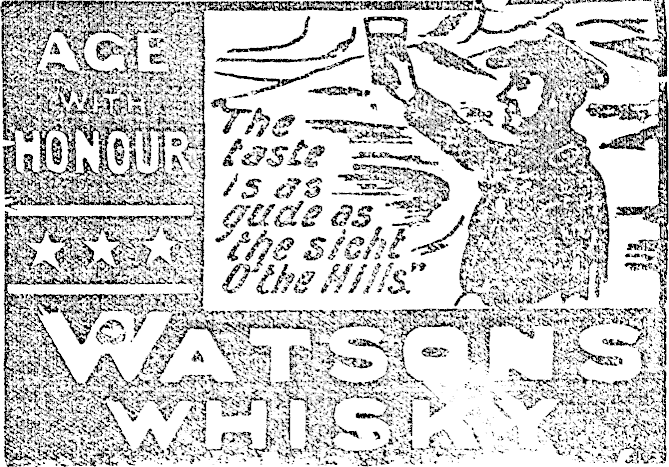 AGE
WITH
HONOUR
"The
taste
is as
gude as
the sicht
O' the Hills."
WATSONS
WHISKY